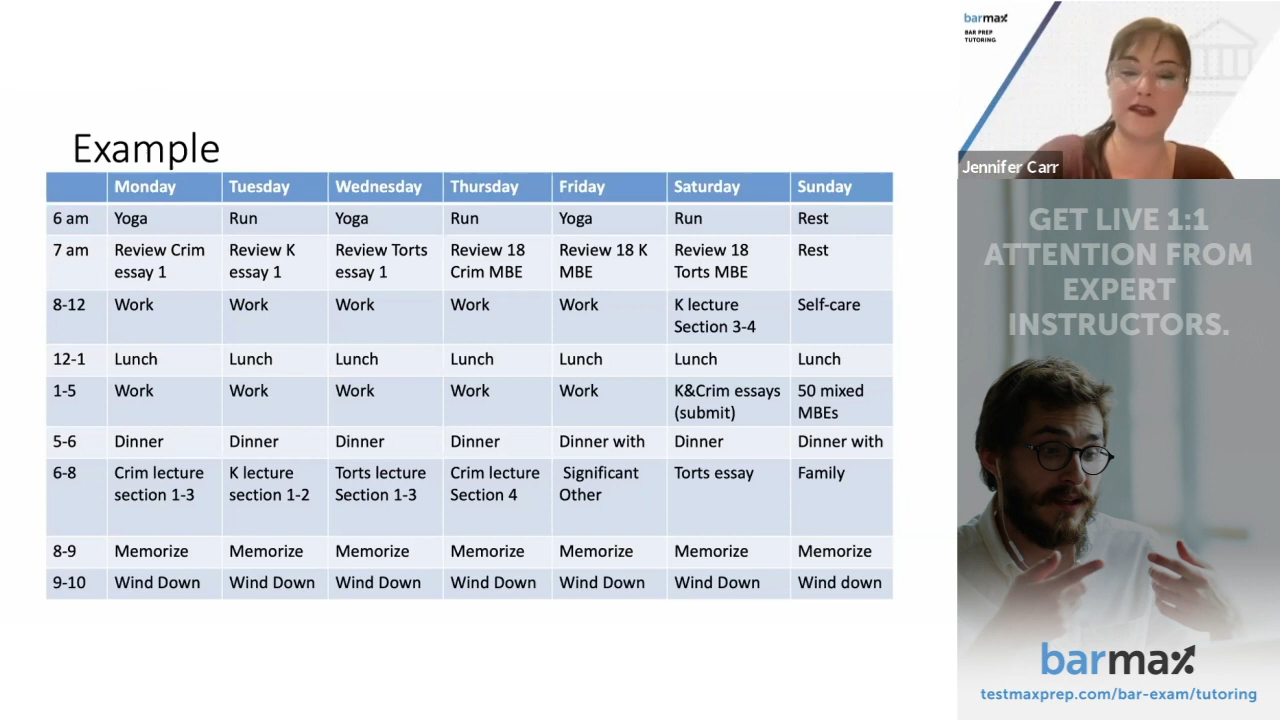 Example
Monday Tuesday Wednesday Thursday Friday Saturday Sunday
6 am Yoga Run Yoga Run Yoga Run Rest
7 am Review Crim Review K Review Torts Review 18 Review 18 K Review 18 Rest
essay 1 essay 1 essay 1 Crim MBE MBE Torts MBE
8-12 Work Work Work Work Work K lecture Self-care
Section 3-4
12-1 Lunch Lunch Lunch Lunch Lunch Lunch Lunch
1-5 Work Work Work Work Work K&Crim essays 50 mixed
(submit) MBEs
5-6 Dinner Dinner Dinner Dinner Dinner with Dinner Dinner with
6-8 Crim lecture K lecture Torts lecture Crim lecture Significant Torts essay Family
section 1-3 section 1-2 Section 1-3 Section 4 Other
8-9 Memorize Memorize Memorize Memorize Memorize Memorize Memorize
9-10 Wind Down Wind Down Wind Down Wind Down Wind Down Wind Down Wind down
barmax
BAR PREP
TUTORING
Jennifer Carr
GET LIVE 1:1
ATTENTION FROM
EXPERT
INSTRUCTORS.
barmax
testmaxprep.com/bar-exam/tutoring